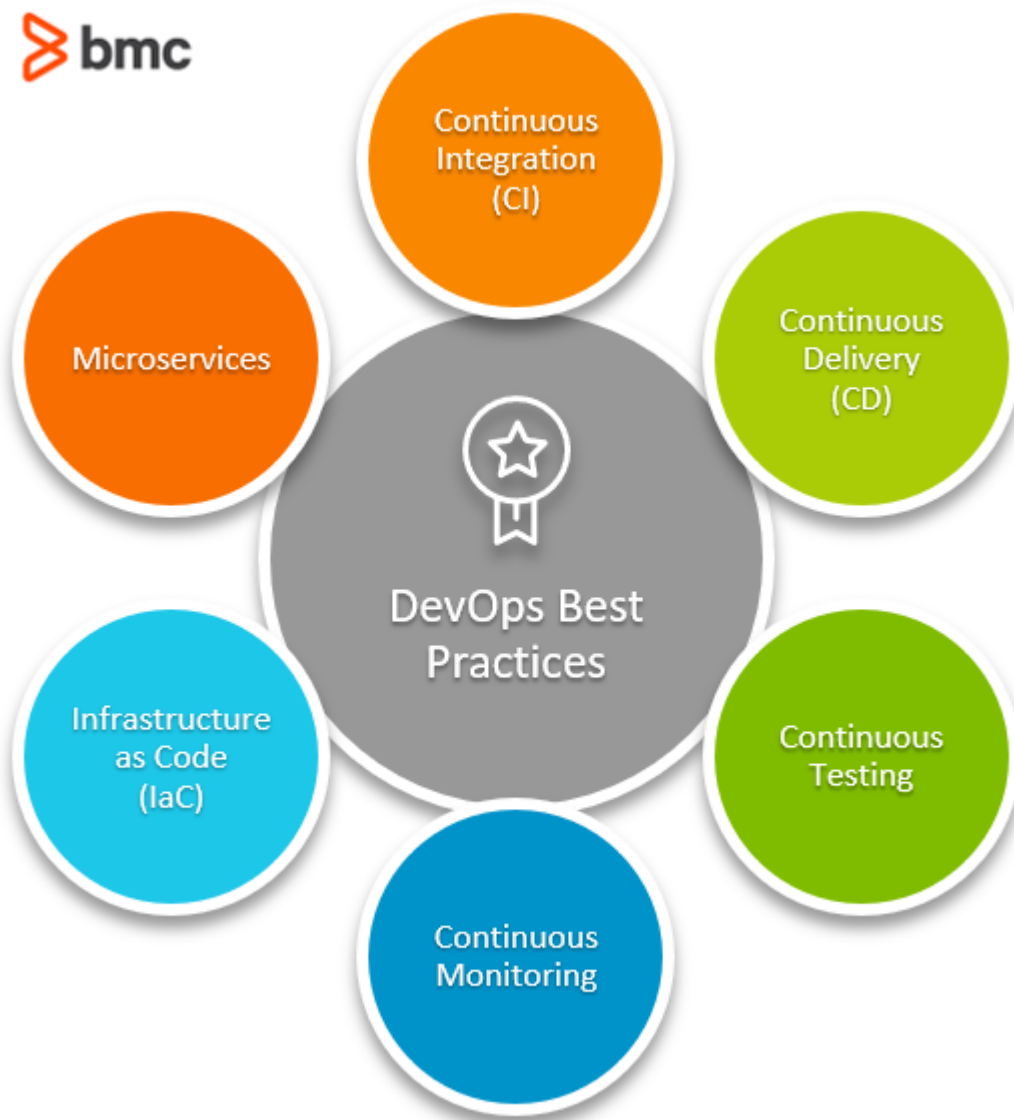 bmc
Continuous
Integration
(CI)
Continuous
Delivery
(CD)
Continuous
Testing
Continuous
Monitoring
Infrastructure
as Code
(IaC)
Microservices
DevOps Best
Practices